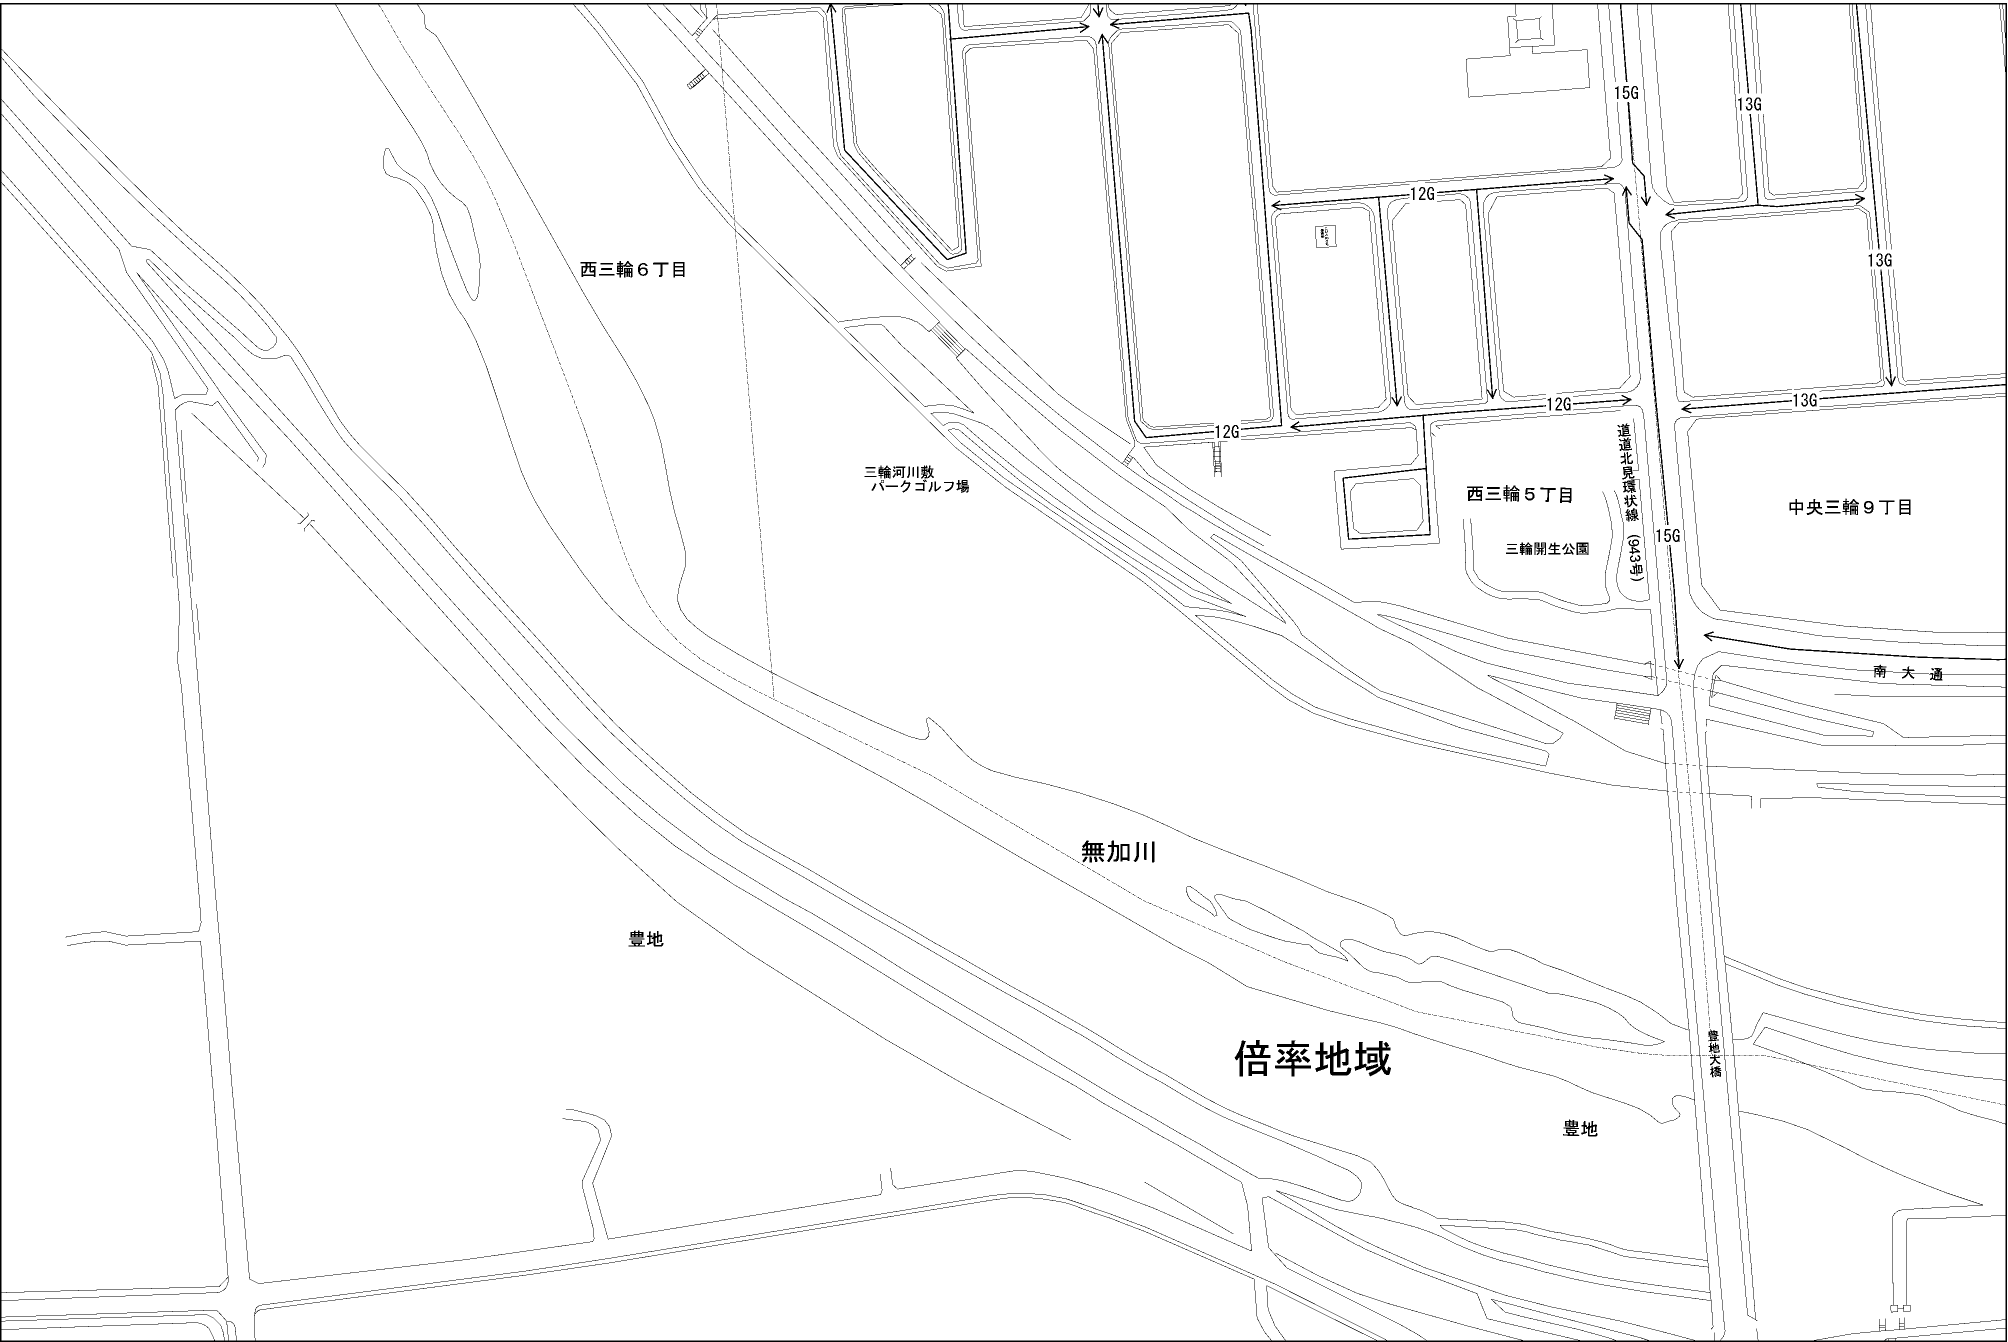 15G
13G
12G
13G
西三輪６丁目
13G
12G
12G
三輪河川敷
パークゴルフ場
道道北見環状線　(943号)
西三輪５丁目
中央三輪９丁目
15G
三輪開生公園
南大通
無加川
豊地
倍率地域
豊地大橋
豊地